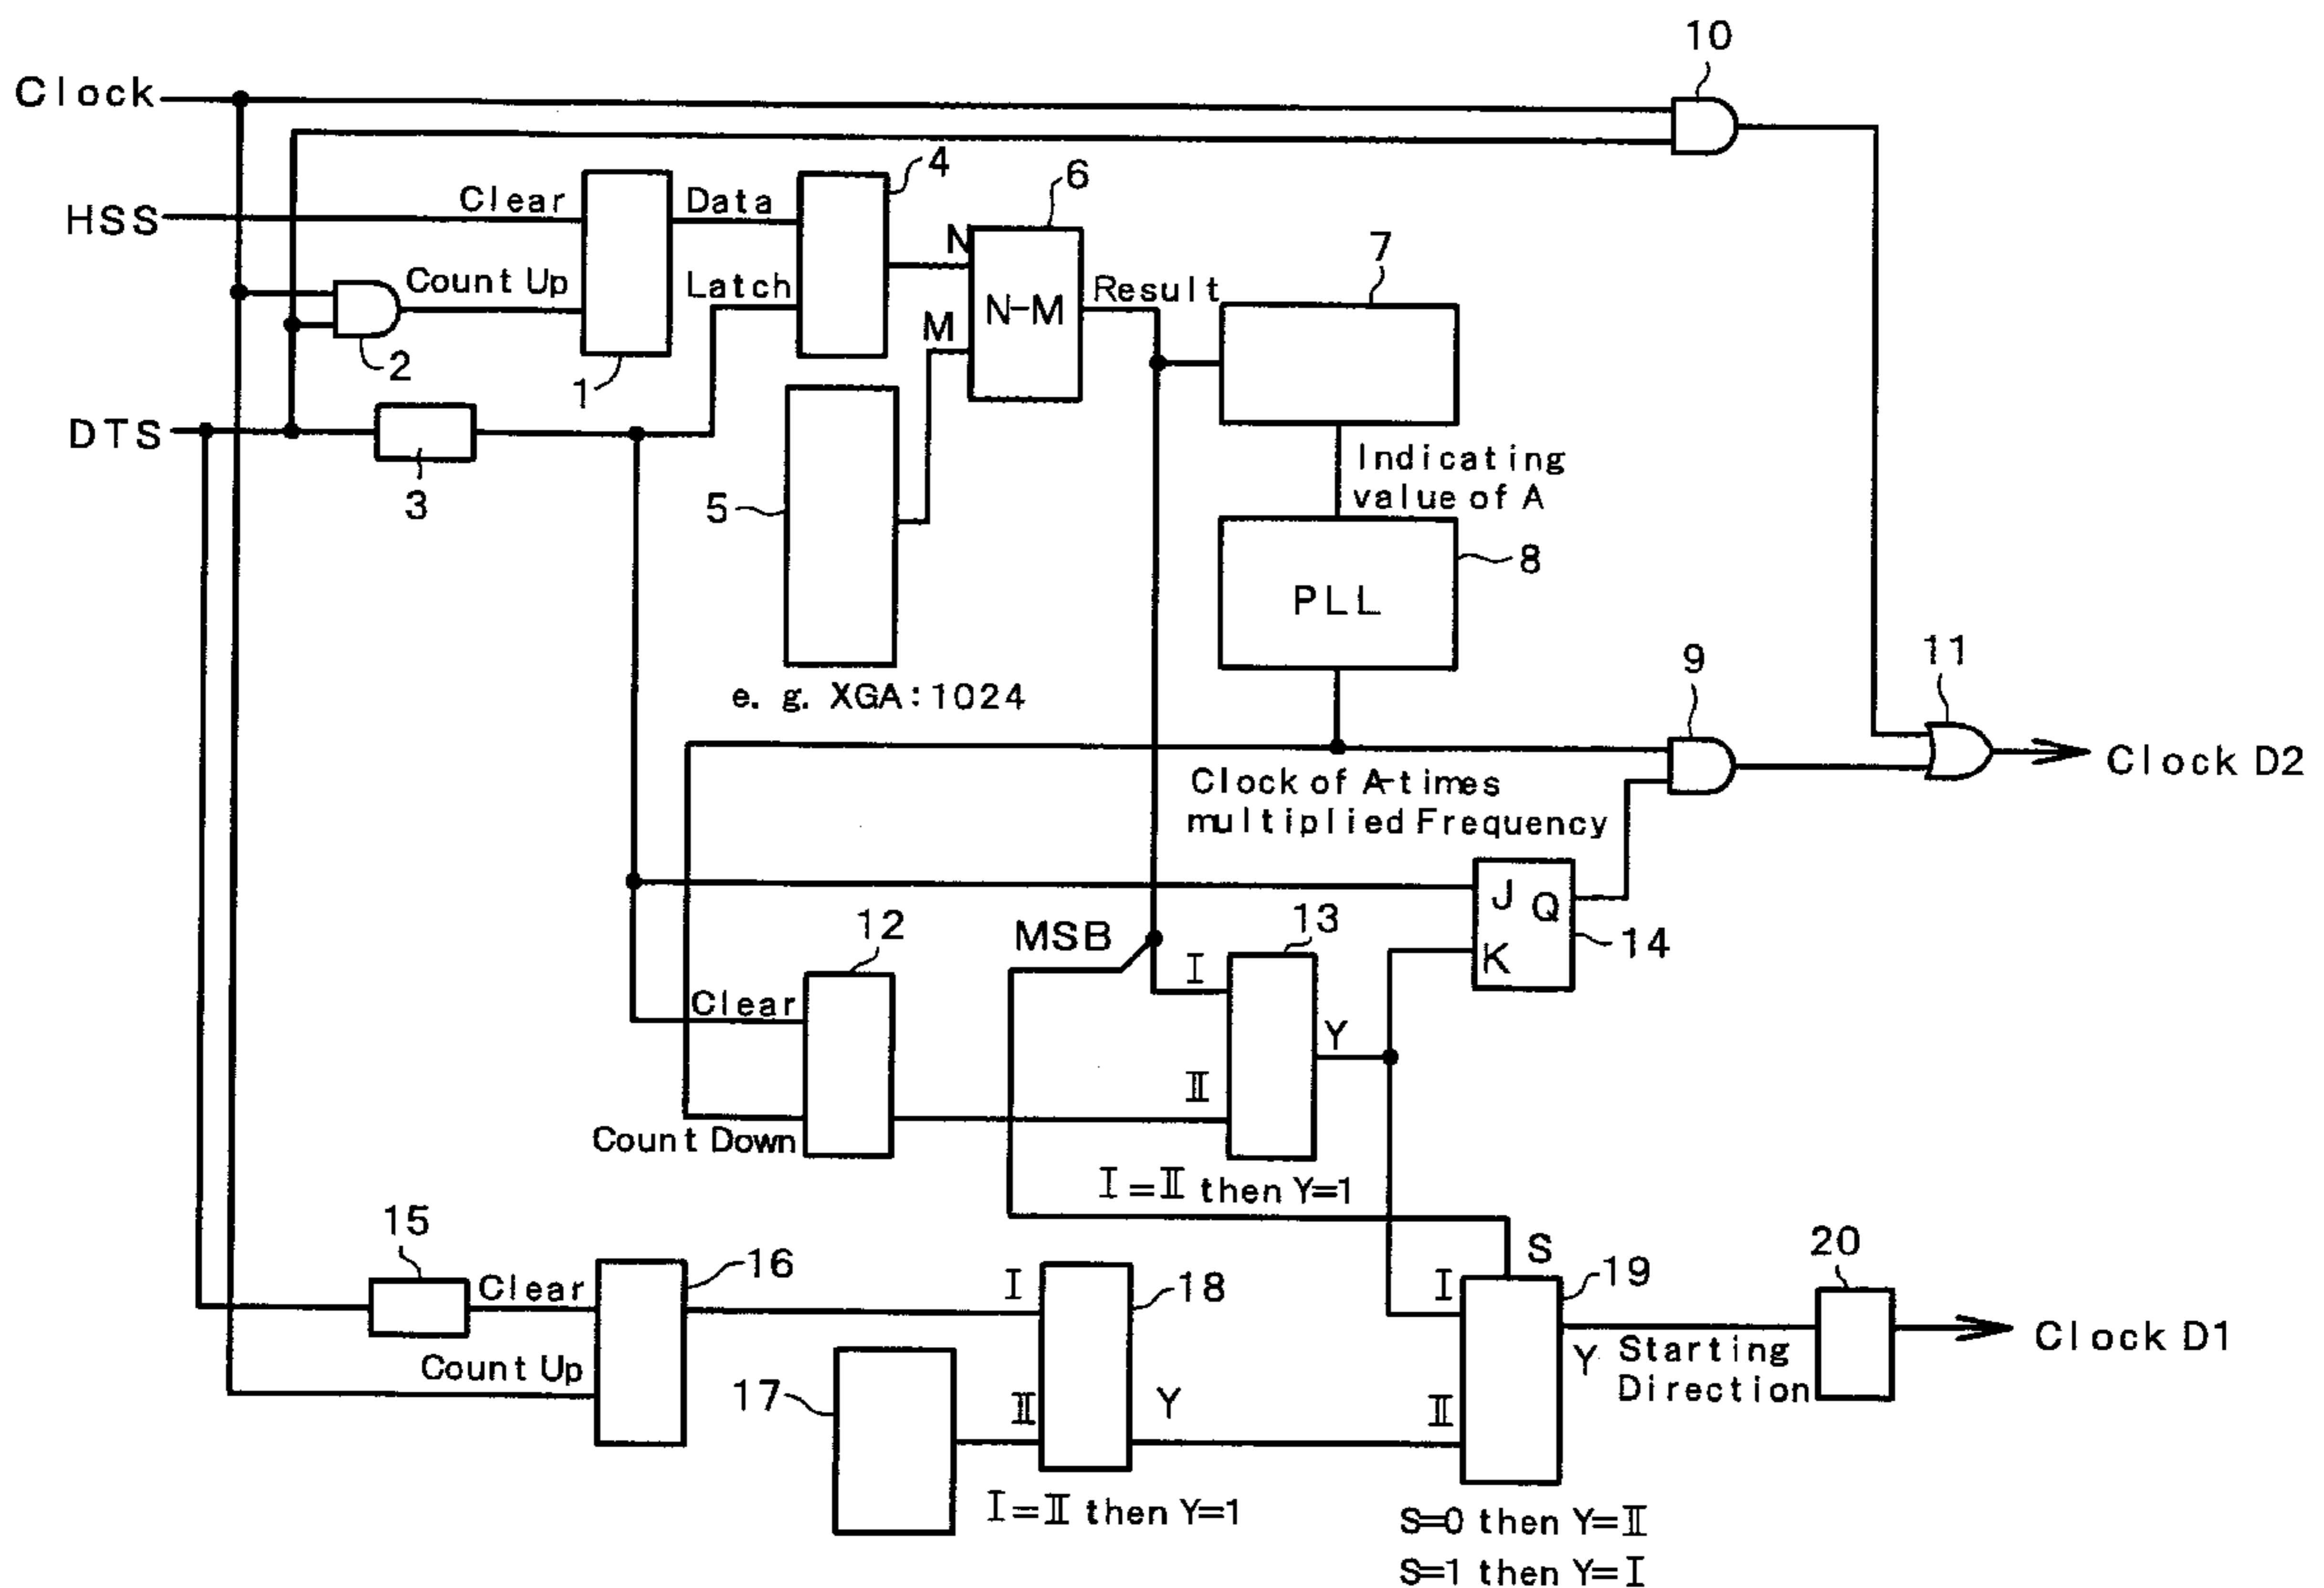 10
Clock
4
6
Clear
Data
N
7
HSS
Count Up
Latch
Result
N-M
M
2
1
DTS
3
Indicating
value of A
5
8
PLL
e. g. XGA:1024
9
11
Clock D2
Clock of A-times
multiplied Frequency
J Q
12
13
MSB
14
K
I
Clear
Y
II
Count Down
I=II then Y=1
15
S
20
16
19
Clear
I
18
I
Clock D1
Count Up
Y Starting
Direction
17
II
Y
II
I=II then Y=1
S=0 then Y=II
S=1 then Y=I